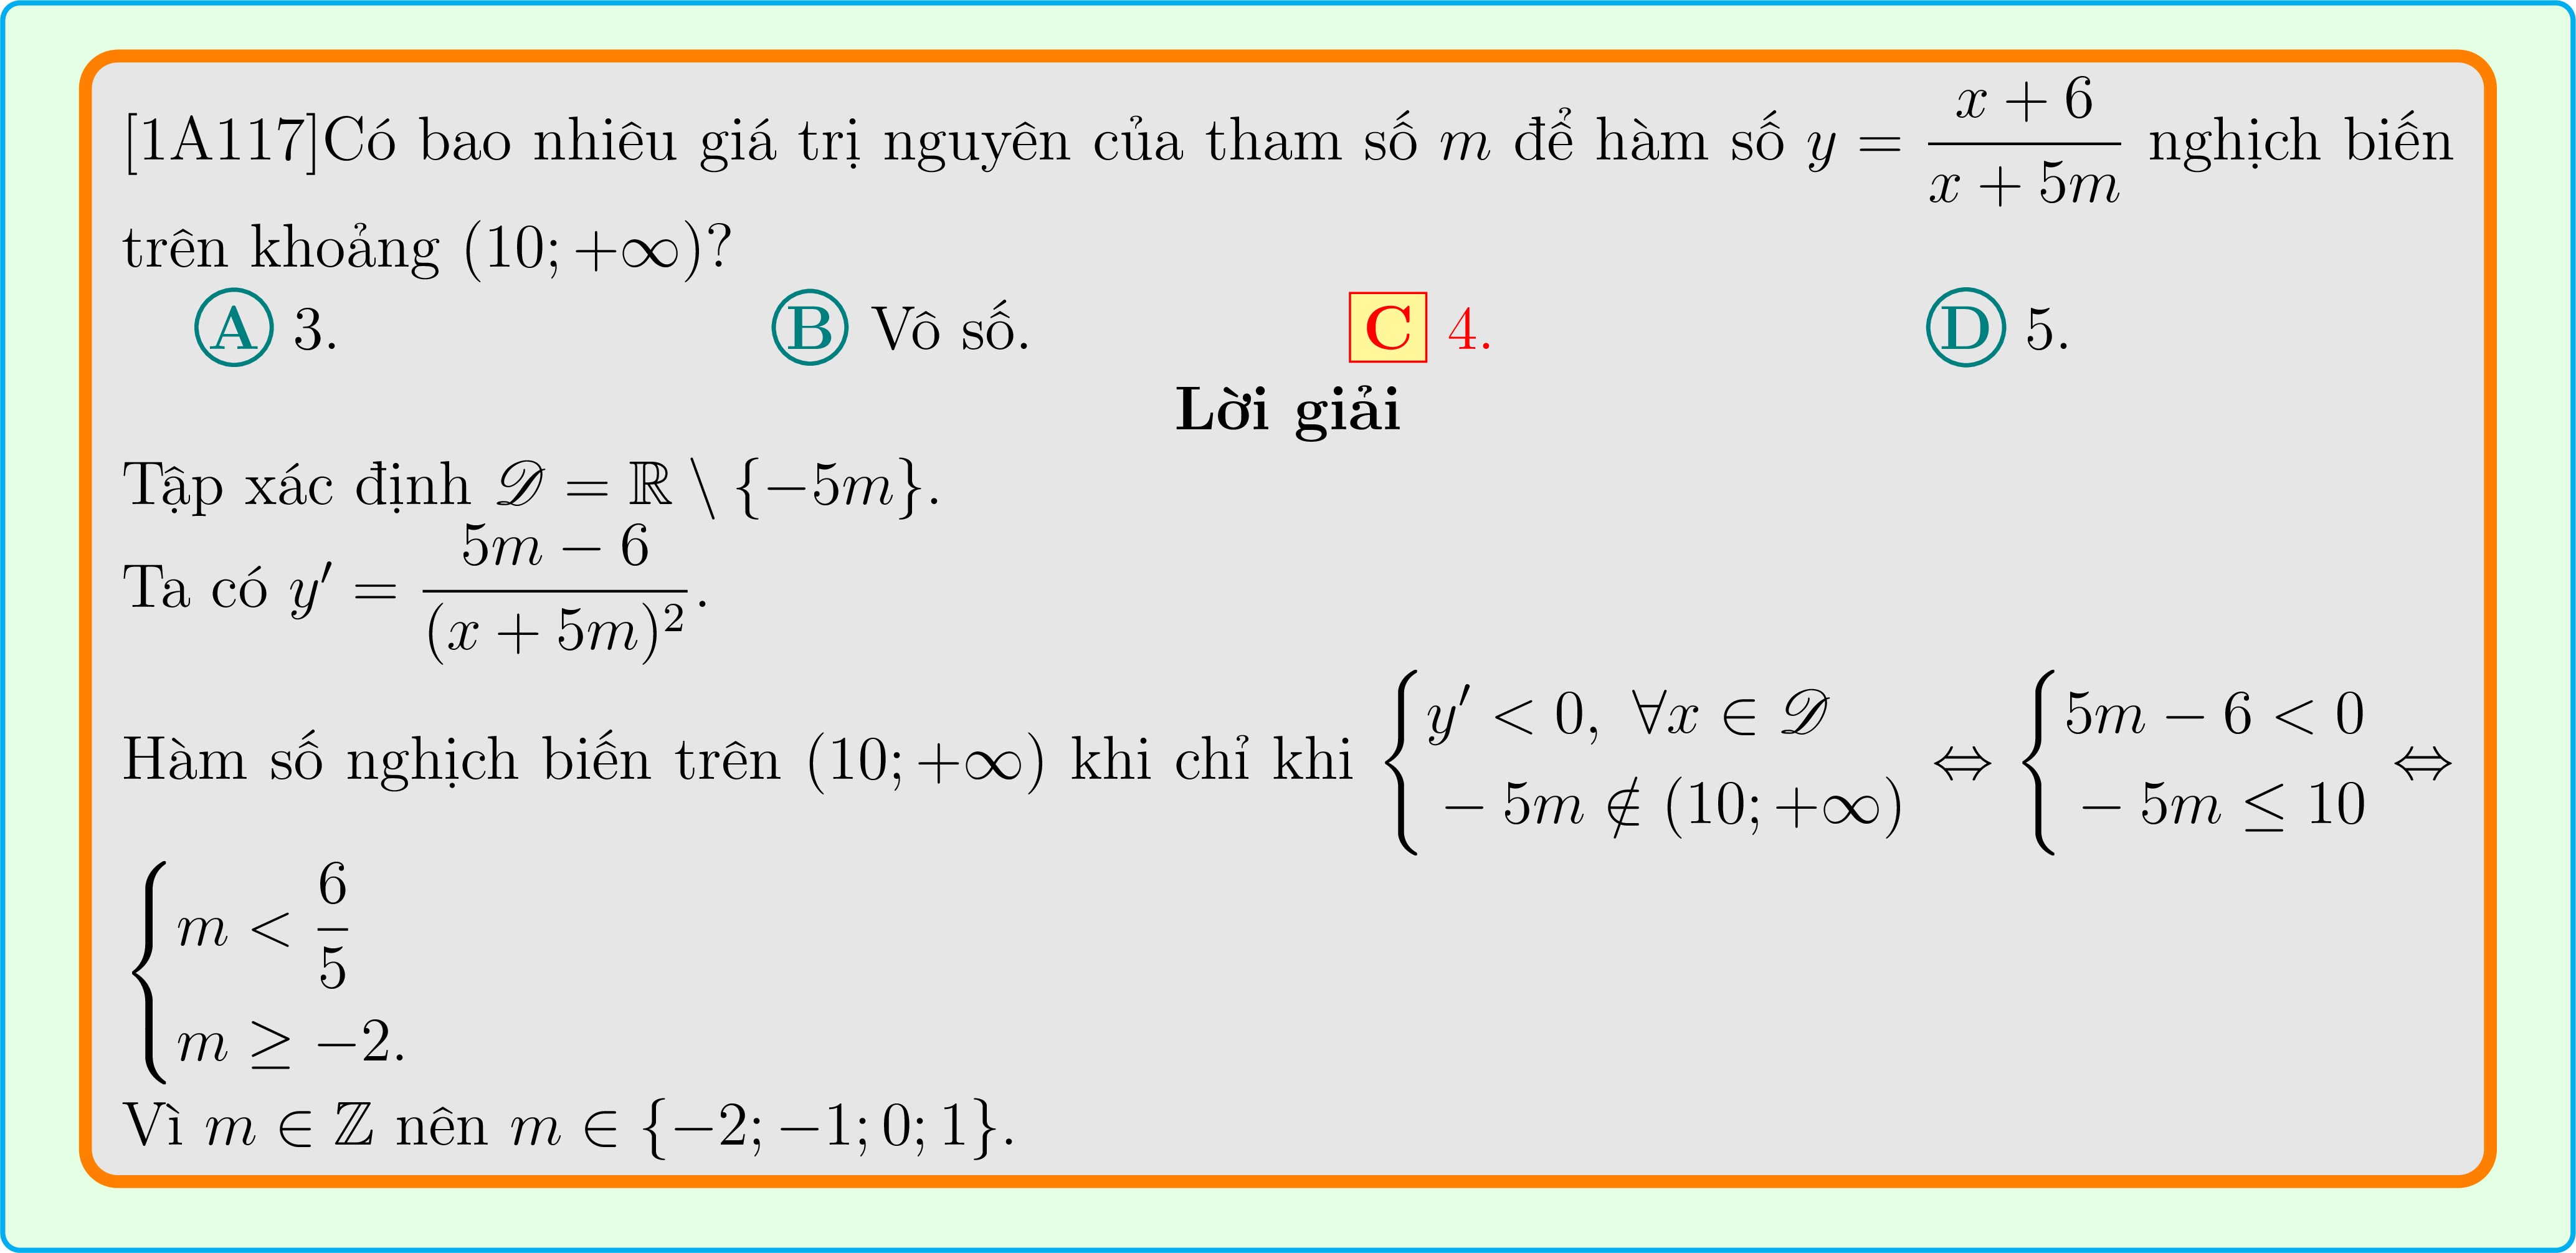 [1A117]Có bao nhiêu giá trị nguyên của tham số $m$ để hàm số $y = \dfrac{x+6}{x+5m}$ nghịch biến
trên khoảng $(10; +\infty)$?
A 3. B Vô số. C 4. D 5.
Lời giải
Tập xác định $\mathscr{D} = \mathbb{R} \setminus \{-5m\}$.
Ta có $y' = \dfrac{5m-6}{(x+5m)^2}$.
Hàm số nghịch biến trên $(10; +\infty)$ khi chỉ khi $\begin{cases} y' < 0, \ \forall x \in \mathscr{D} \\ -5m \notin (10; +\infty) \end{cases} \Leftrightarrow \begin{cases} 5m - 6 < 0 \\ -5m \leq 10 \end{cases} \Leftrightarrow$
$\begin{cases} m < \dfrac{6}{5} \\ m \geq -2. \end{cases}$
Vì $m \in \mathbb{Z}$ nên $m \in \{-2; -1; 0; 1\}$.